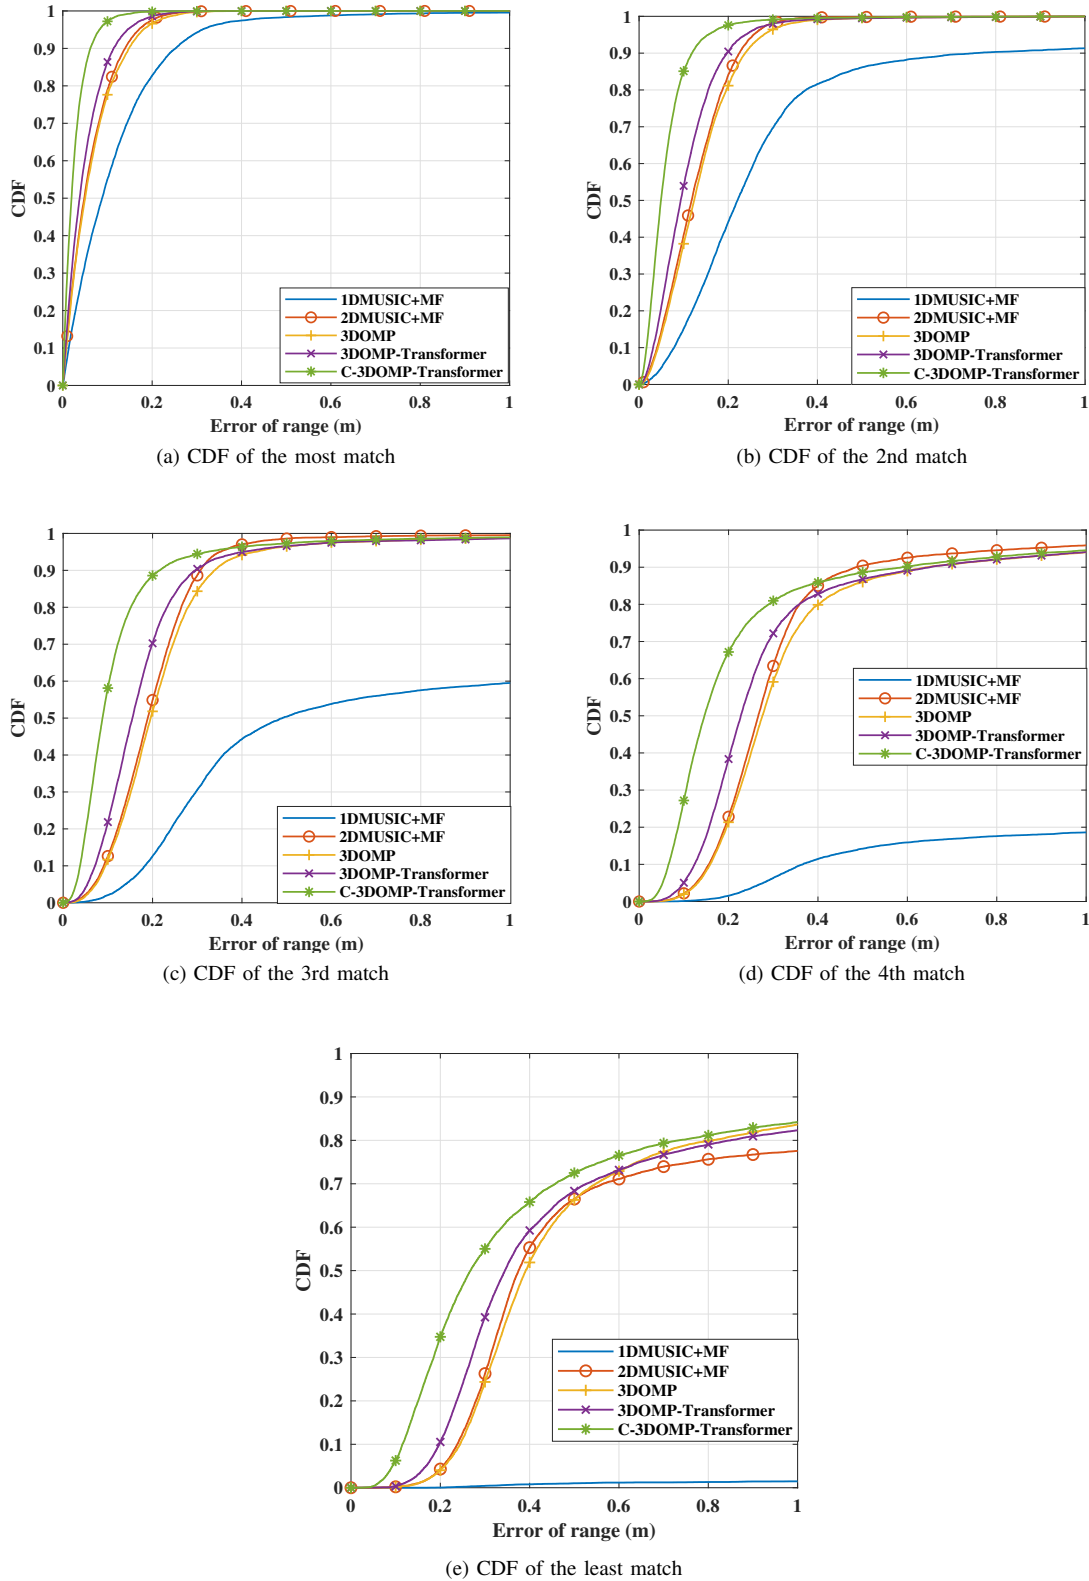 1
0.9
0.8
0.7
0.6
0.5
0.4
0.3
0.2
0.1
0
CDF
0 0.2 0.4 0.6 0.8 1
Error of range (m)
1DMUSIC+MF
2DMUSIC+MF
3DOMP
3DOMP-Transformer
C-3DOMP-Transformer
(a) CDF of the most match
1
0.9
0.8
0.7
0.6
0.5
0.4
0.3
0.2
0.1
0
CDF
0 0.2 0.4 0.6 0.8 1
Error of range (m)
1DMUSIC+MF
2DMUSIC+MF
3DOMP
3DOMP-Transformer
C-3DOMP-Transformer
(b) CDF of the 2nd match
1
0.9
0.8
0.7
0.6
0.5
0.4
0.3
0.2
0.1
0
CDF
0 0.2 0.4 0.6 0.8 1
Error of range (m)
1DMUSIC+MF
2DMUSIC+MF
3DOMP
3DOMP-Transformer
C-3DOMP-Transformer
(c) CDF of the 3rd match
1
0.9
0.8
0.7
0.6
0.5
0.4
0.3
0.2
0.1
0
CDF
0 0.2 0.4 0.6 0.8 1
Error of range (m)
1DMUSIC+MF
2DMUSIC+MF
3DOMP
3DOMP-Transformer
C-3DOMP-Transformer
(d) CDF of the 4th match
1
0.9
0.8
0.7
0.6
0.5
0.4
0.3
0.2
0.1
0
CDF
0 0.2 0.4 0.6 0.8 1
Error of range (m)
1DMUSIC+MF
2DMUSIC+MF
3DOMP
3DOMP-Transformer
C-3DOMP-Transformer
(e) CDF of the least match